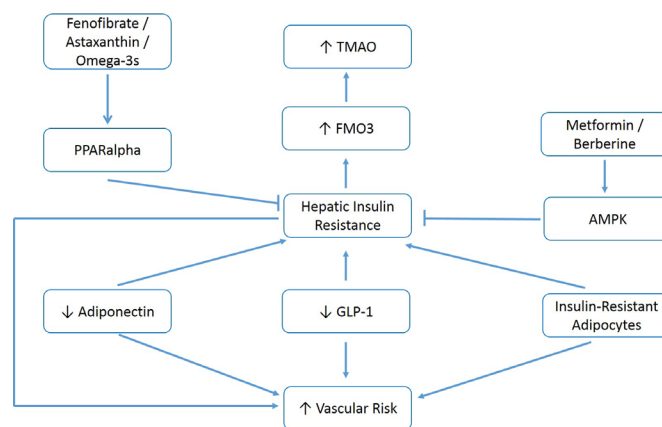 Fenofibrate /
Astaxanthin /
Omega-3s
↑ TMAO
↑ FMO3
PPARalpha
Metformin /
Berberine
Hepatic Insulin
Resistance
AMPK
↓ Adiponectin
↓ GLP-1
Insulin-Resistant
Adipocytes
↑ Vascular Risk